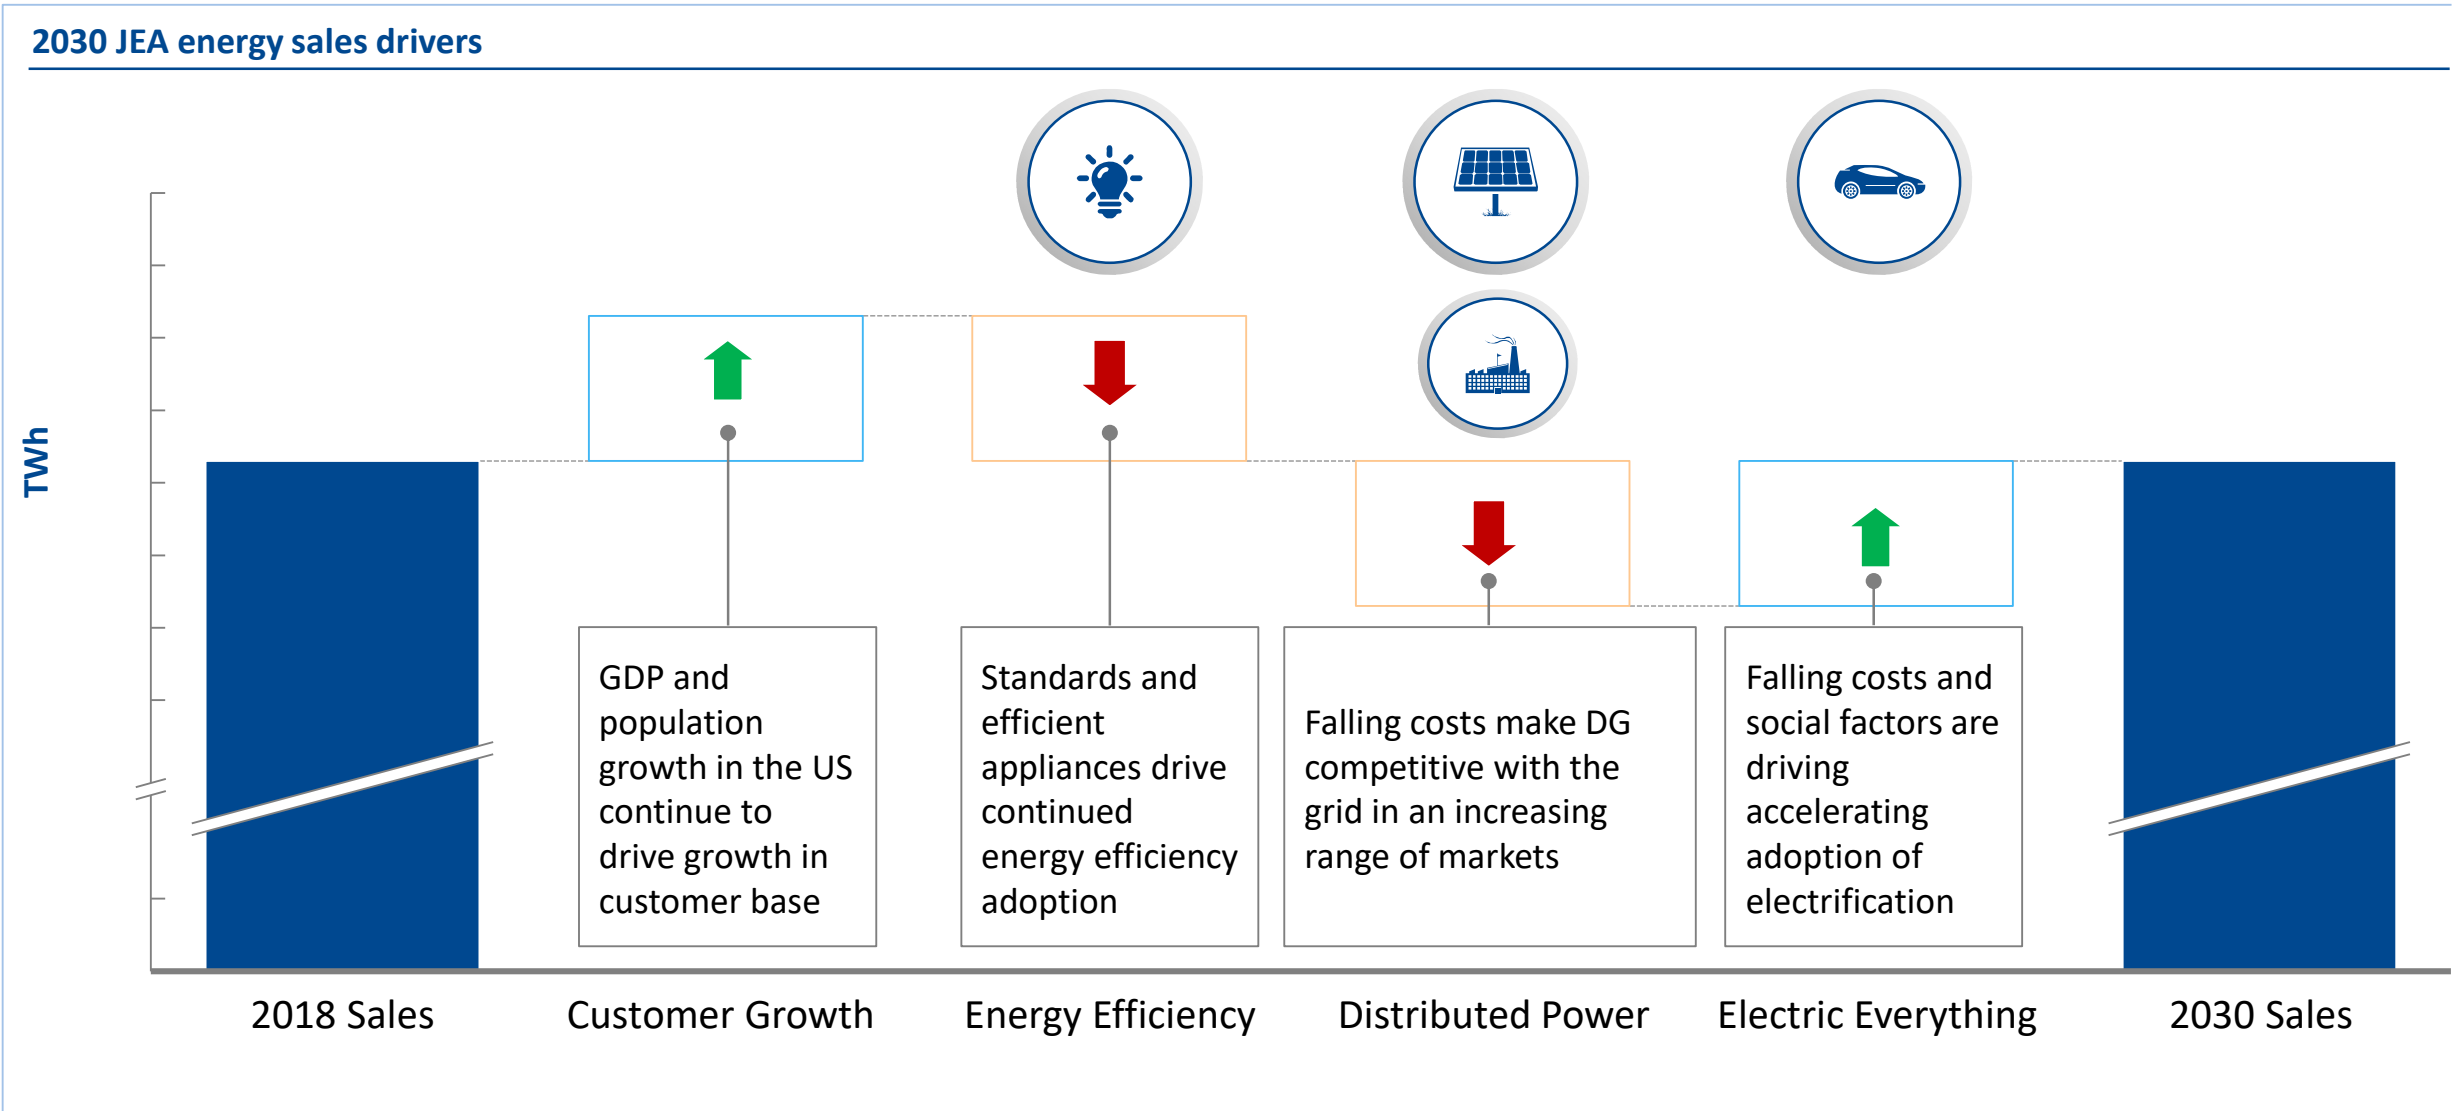 2030 JEA energy sales drivers
TWh
GDP and
population
growth in the US
continue to
drive growth in
customer base
Standards and
efficient
appliances drive
continued
energy efficiency
adoption
Falling costs make DG
competitive with the
grid in an increasing
range of markets
Falling costs and
social factors are
driving
accelerating
adoption of
electrification
2018 Sales
Customer Growth
Energy Efficiency
Distributed Power
Electric Everything
2030 Sales